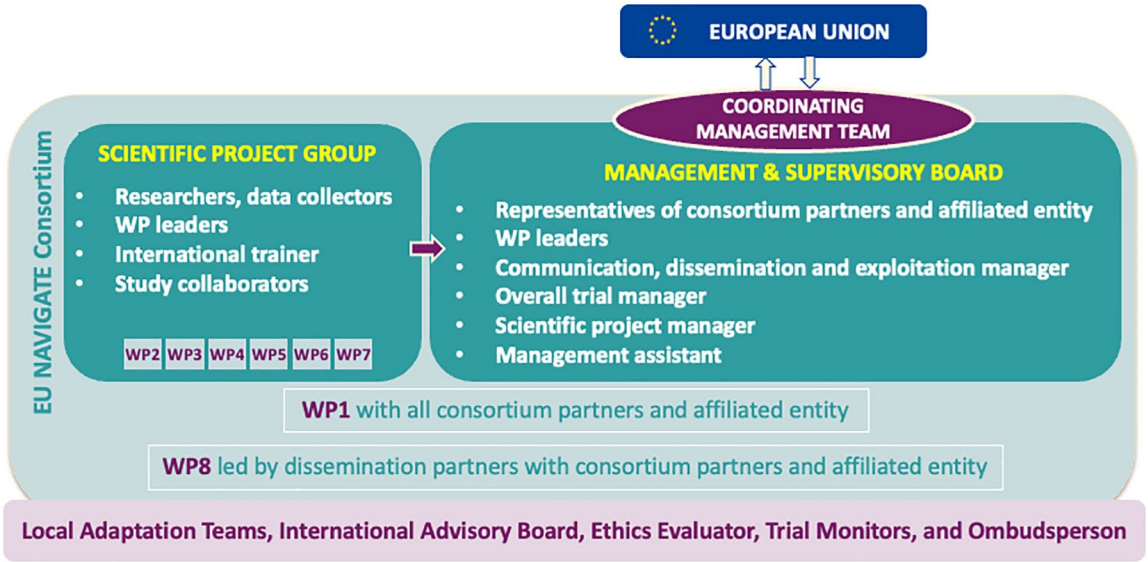 EUROPEAN UNION
COORDINATING
MANAGEMENT TEAM
EU NAVIGATE Consortium
SCIENTIFIC PROJECT GROUP
• Researchers, data collectors
• WP leaders
• International trainer
• Study collaborators
WP2 WP3 WP4 WP5 WP6 WP7
MANAGEMENT & SUPERVISORY BOARD
• Representatives of consortium partners and affiliated entity
• WP leaders
• Communication, dissemination and exploitation manager
• Overall trial manager
• Scientific project manager
• Management assistant
WP1 with all consortium partners and affiliated entity
WP8 led by dissemination partners with consortium partners and affiliated entity
Local Adaptation Teams, International Advisory Board, Ethics Evaluator, Trial Monitors, and Ombudsperson